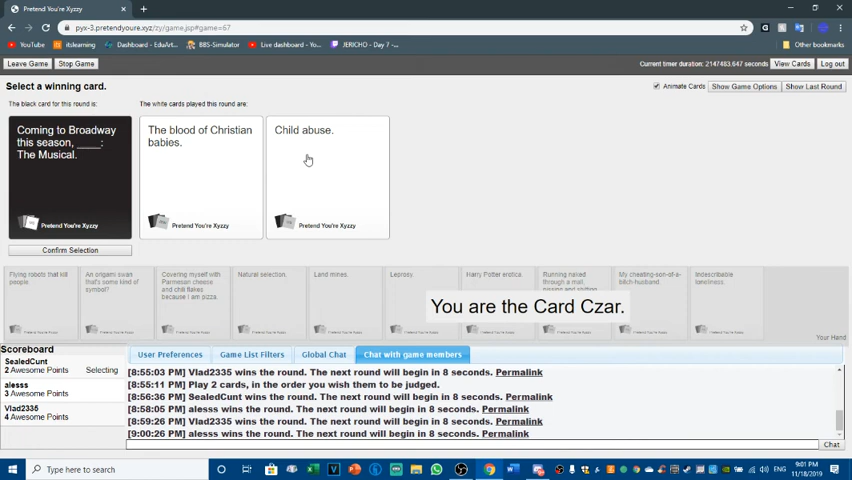 pyx-3.pretendyoure.xyz/zy/game.jsp#game=67
YouTube itslearning Dashboard - EduArt... BBS-Simulator Live dashboard - You... JERICHO - Day 7 -... Other bookmarks
Leave Game Stop Game Current timer duration: 2147483.647 seconds View Cards Log out
Select a winning card. Animate Cards Show Game Options Show Last Round
The black card for this round is: The white cards played this round are:
Coming to Broadway
this season, ____:
The Musical.
Pretend You're Xyzzy
The blood of Christian
babies.
Pretend You're Xyzzy
Child abuse.
Pretend You're Xyzzy
Confirm Selection
Flying robots that kill
people.
An origami swan
that's some kind of
symbol?
Covering myself with
Parmesan cheese
and chili flakes
because I am pizza.
Natural selection.
Land mines.
Leprosy.
Harry Potter erotica.
Running naked
through a mall,
pissing and shitting
My cheating-son-of-a-
bitch-husband.
Indescribable
loneliness.
You are the Card Czar.
Your Hand
Scoreboard
SealedCunt
2 Awesome Points Selecting
alesss
3 Awesome Points
Vlad2335
4 Awesome Points
User Preferences Game List Filters Global Chat Chat with game members
[8:55:03 PM] Vlad2335 wins the round. The next round will begin in 8 seconds. Permalink
[8:55:11 PM] Play 2 cards, in the order you wish them to be judged.
[8:56:36 PM] SealedCunt wins the round. The next round will begin in 8 seconds. Permalink
[8:58:05 PM] alesss wins the round. The next round will begin in 8 seconds. Permalink
[8:59:26 PM] Vlad2335 wins the round. The next round will begin in 8 seconds. Permalink
[9:00:26 PM] alesss wins the round. The next round will begin in 8 seconds. Permalink
Chat
Type here to search
ENG
9:01 PM
11/18/2019